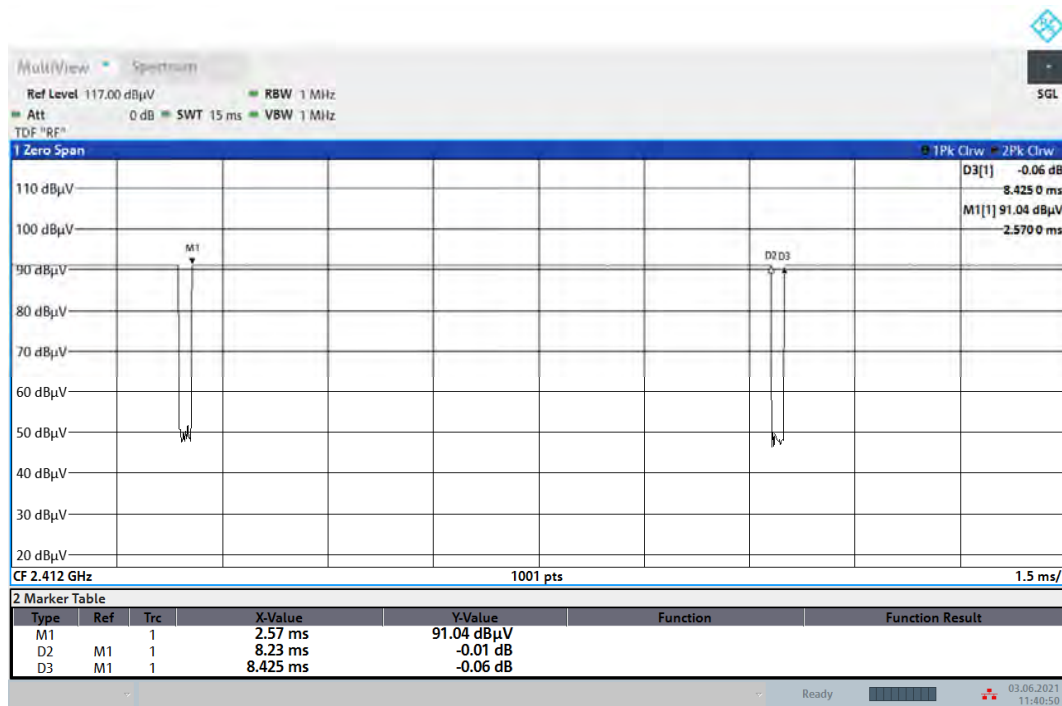 MultiView Spectrum
Ref Level 117.00 dBµV RBW 1 MHz
SGL
Att 0 dB SWT 15 ms VBW 1 MHz
TDF "RF"
1 Zero Span 1Pk Clrw 2Pk Clrw
D3[1] -0.06 dB
8.425 0 ms
M1[1] 91.04 dBµV
2.570 0 ms
110 dBµV
100 dBµV
M1
D2 D3
90 dBµV
80 dBµV
70 dBµV
60 dBµV
50 dBµV
40 dBµV
30 dBµV
20 dBµV
CF 2.412 GHz 1001 pts 1.5 ms/
2 Marker Table
Type Ref Trc X-Value Y-Value Function Function Result
M1 1 2.57 ms 91.04 dBµV
D2 M1 1 8.23 ms -0.01 dB
D3 M1 1 8.425 ms -0.06 dB
Ready 03.06.2021
11:40:50